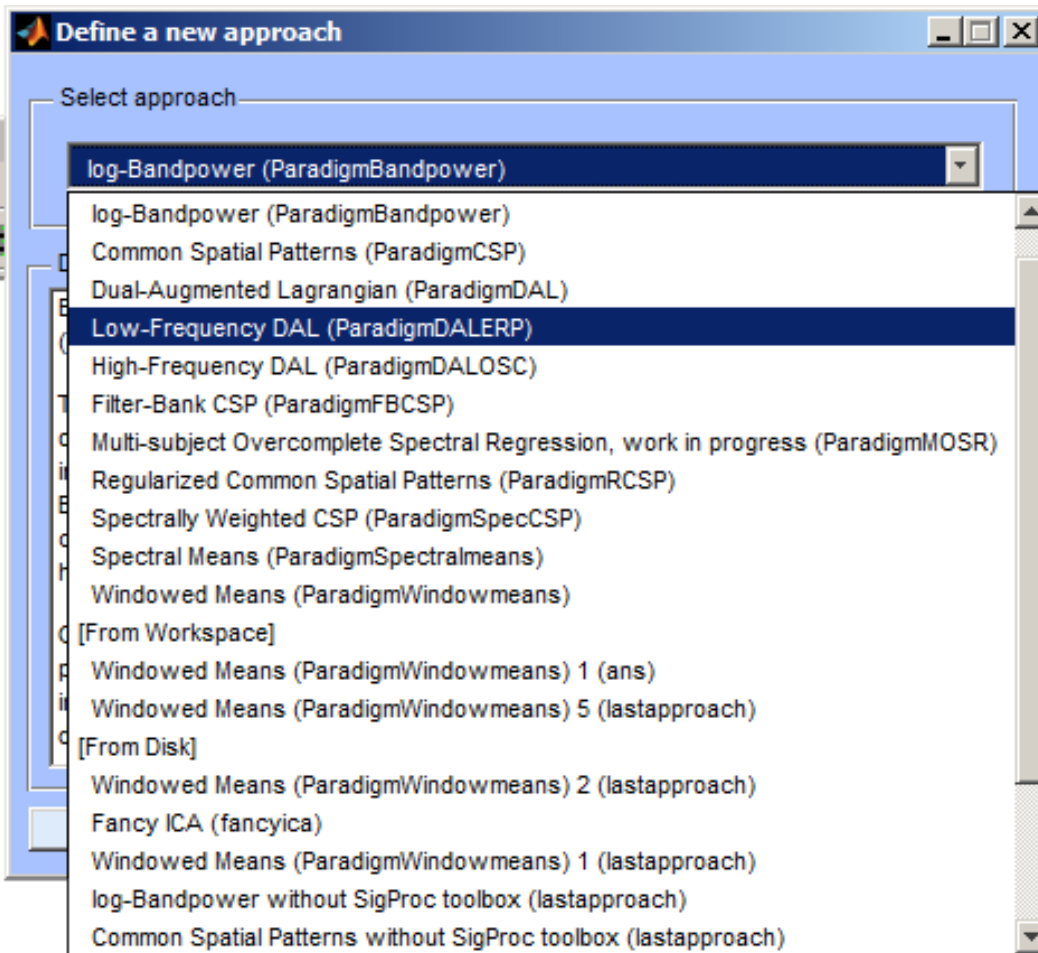 Define a new approach
Select approach
log-Bandpower (ParadigmBandpower)
log-Bandpower (ParadigmBandpower)
Common Spatial Patterns (ParadigmCSP)
Dual-Augmented Lagrangian (ParadigmDAL)
Low-Frequency DAL (ParadigmDALERP)
High-Frequency DAL (ParadigmDALOSC)
Filter-Bank CSP (ParadigmFBCSP)
Multi-subject Overcomplete Spectral Regression, work in progress (ParadigmMOSR)
Regularized Common Spatial Patterns (ParadigmRCSP)
Spectrally Weighted CSP (ParadigmSpecCSP)
Spectral Means (ParadigmSpectralmeans)
Windowed Means (ParadigmWindowmeans)
[From Workspace]
Windowed Means (ParadigmWindowmeans) 1 (ans)
Windowed Means (ParadigmWindowmeans) 5 (lastapproach)
[From Disk]
Windowed Means (ParadigmWindowmeans) 2 (lastapproach)
Fancy ICA (fancyica)
Windowed Means (ParadigmWindowmeans) 1 (lastapproach)
log-Bandpower without SigProc toolbox (lastapproach)
Common Spatial Patterns without SigProc toolbox (lastapproach)